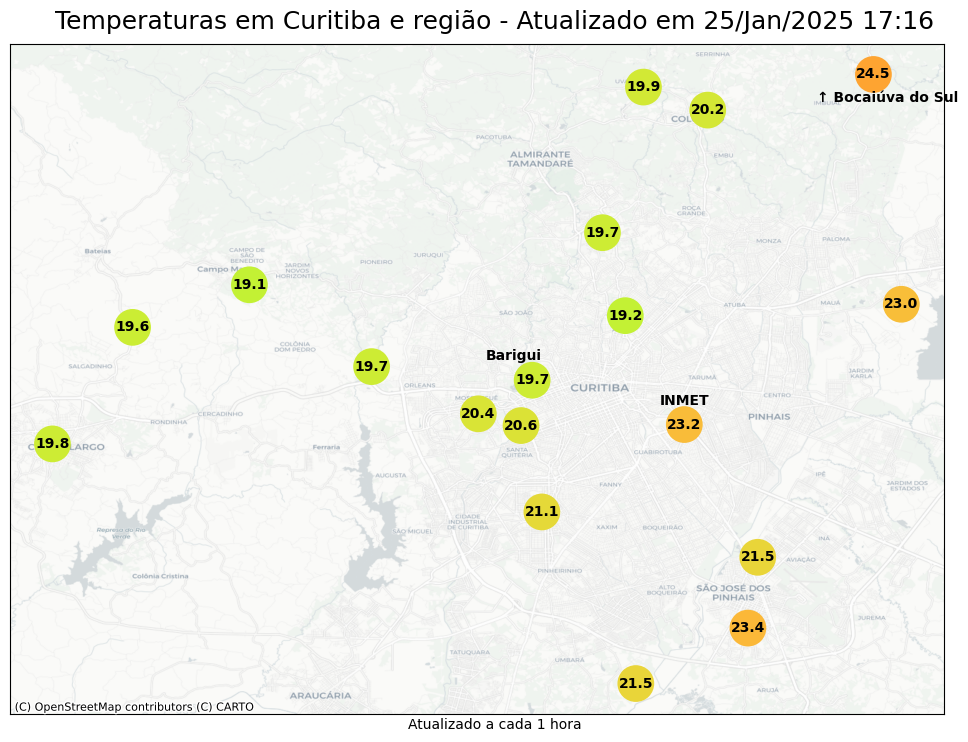 Temperaturas em Curitiba e região - Atualizado em 25/Jan/2025 17:16
SERRINHA
24.5
19.9
↑ Bocaiúva do Sul
20.2
PACOTUBA
ALMIRANTE
TAMANDARÉ
EMBU
ROÇA
GRANDE
19.7
MONZA
PALOMA
Bateias
CAMPO DE
SÃO
BENEDITO
JURUQUI
PIONEIRO
JARDIM
NOVOS
HORIZONTES
19.1
ATUBA
MAUÁ
23.0
SÃO JOÃO
19.2
19.6
COLÔNIA
DOM PEDRO
Barigui
SALGADINHO
19.7
19.7
JARDIM
KARLA
TARUMÃ
ORLEANS
CURITIBA
CENTRO
INMET
CERCADINHO
20.4
PINHAIS
RONDINHA
20.6
23.2
19.8
Ferraria
SANTA
QUITÉRIA
GUABIROTUBA
AUGUSTA
IPÊ
FANNY
JARDIM DOS
ESTADOS I
21.1
CIDADE
INDUSTRIAL
DE CURITIBA
SÃO MIGUEL
XAXIM
BOQUEIRÃO
Represa do Rio
Verde
INÁ
21.5
AVIAÇÃO
Colônia Cristina
PINHEIRINHO
ALTO
BOQUEIRÃO
SÃO JOSÉ DOS
PINHAIS
JUREMA
23.4
TATUQUARA
UMBARÁ
21.5
ARUJÁ
ARAUCÁRIA
(C) OpenStreetMap contributors (C) CARTO
Atualizado a cada 1 hora